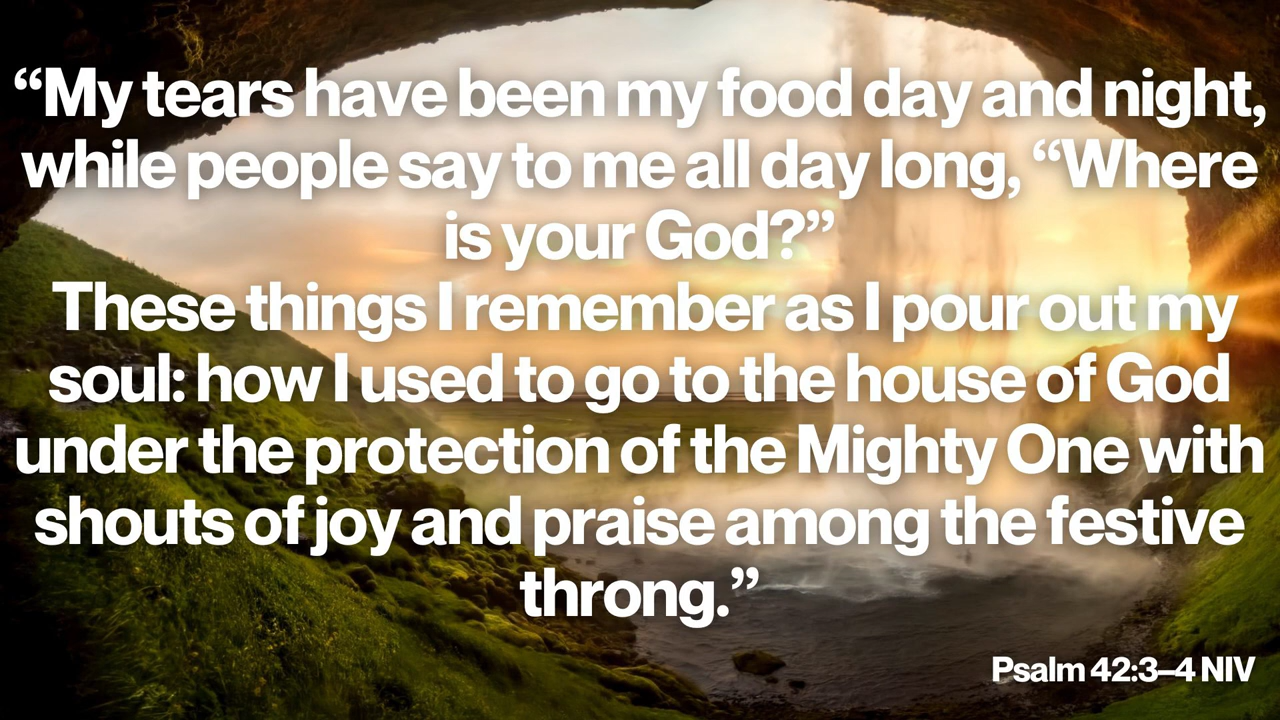 “My tears have been my food day and night,
while people say to me all day long, “Where
is your God?”
These things I remember as I pour out my
soul: how I used to go to the house of God
under the protection of the Mighty One with
shouts of joy and praise among the festive
throng.”
Psalm 42:3–4 NIV